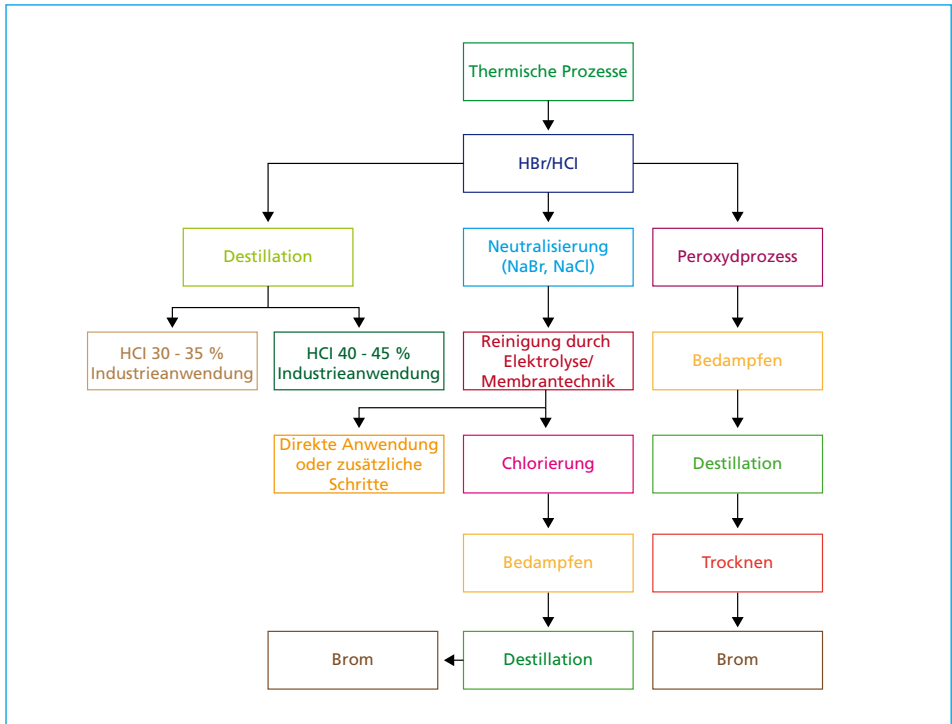 Thermische Prozesse
HBr/HCl
Destillation
Neutralisierung
(NaBr, NaCl)
Peroxydprozess
HCl 30 - 35 %
Industrieanwendung
HCl 40 - 45 %
Industrieanwendung
Reinigung durch
Elektrolyse/
Membrantechnik
Bedampfen
Direkte Anwendung
oder zusätzliche
Schritte
Chlorierung
Destillation
Bedampfen
Trocknen
Brom
Destillation
Brom